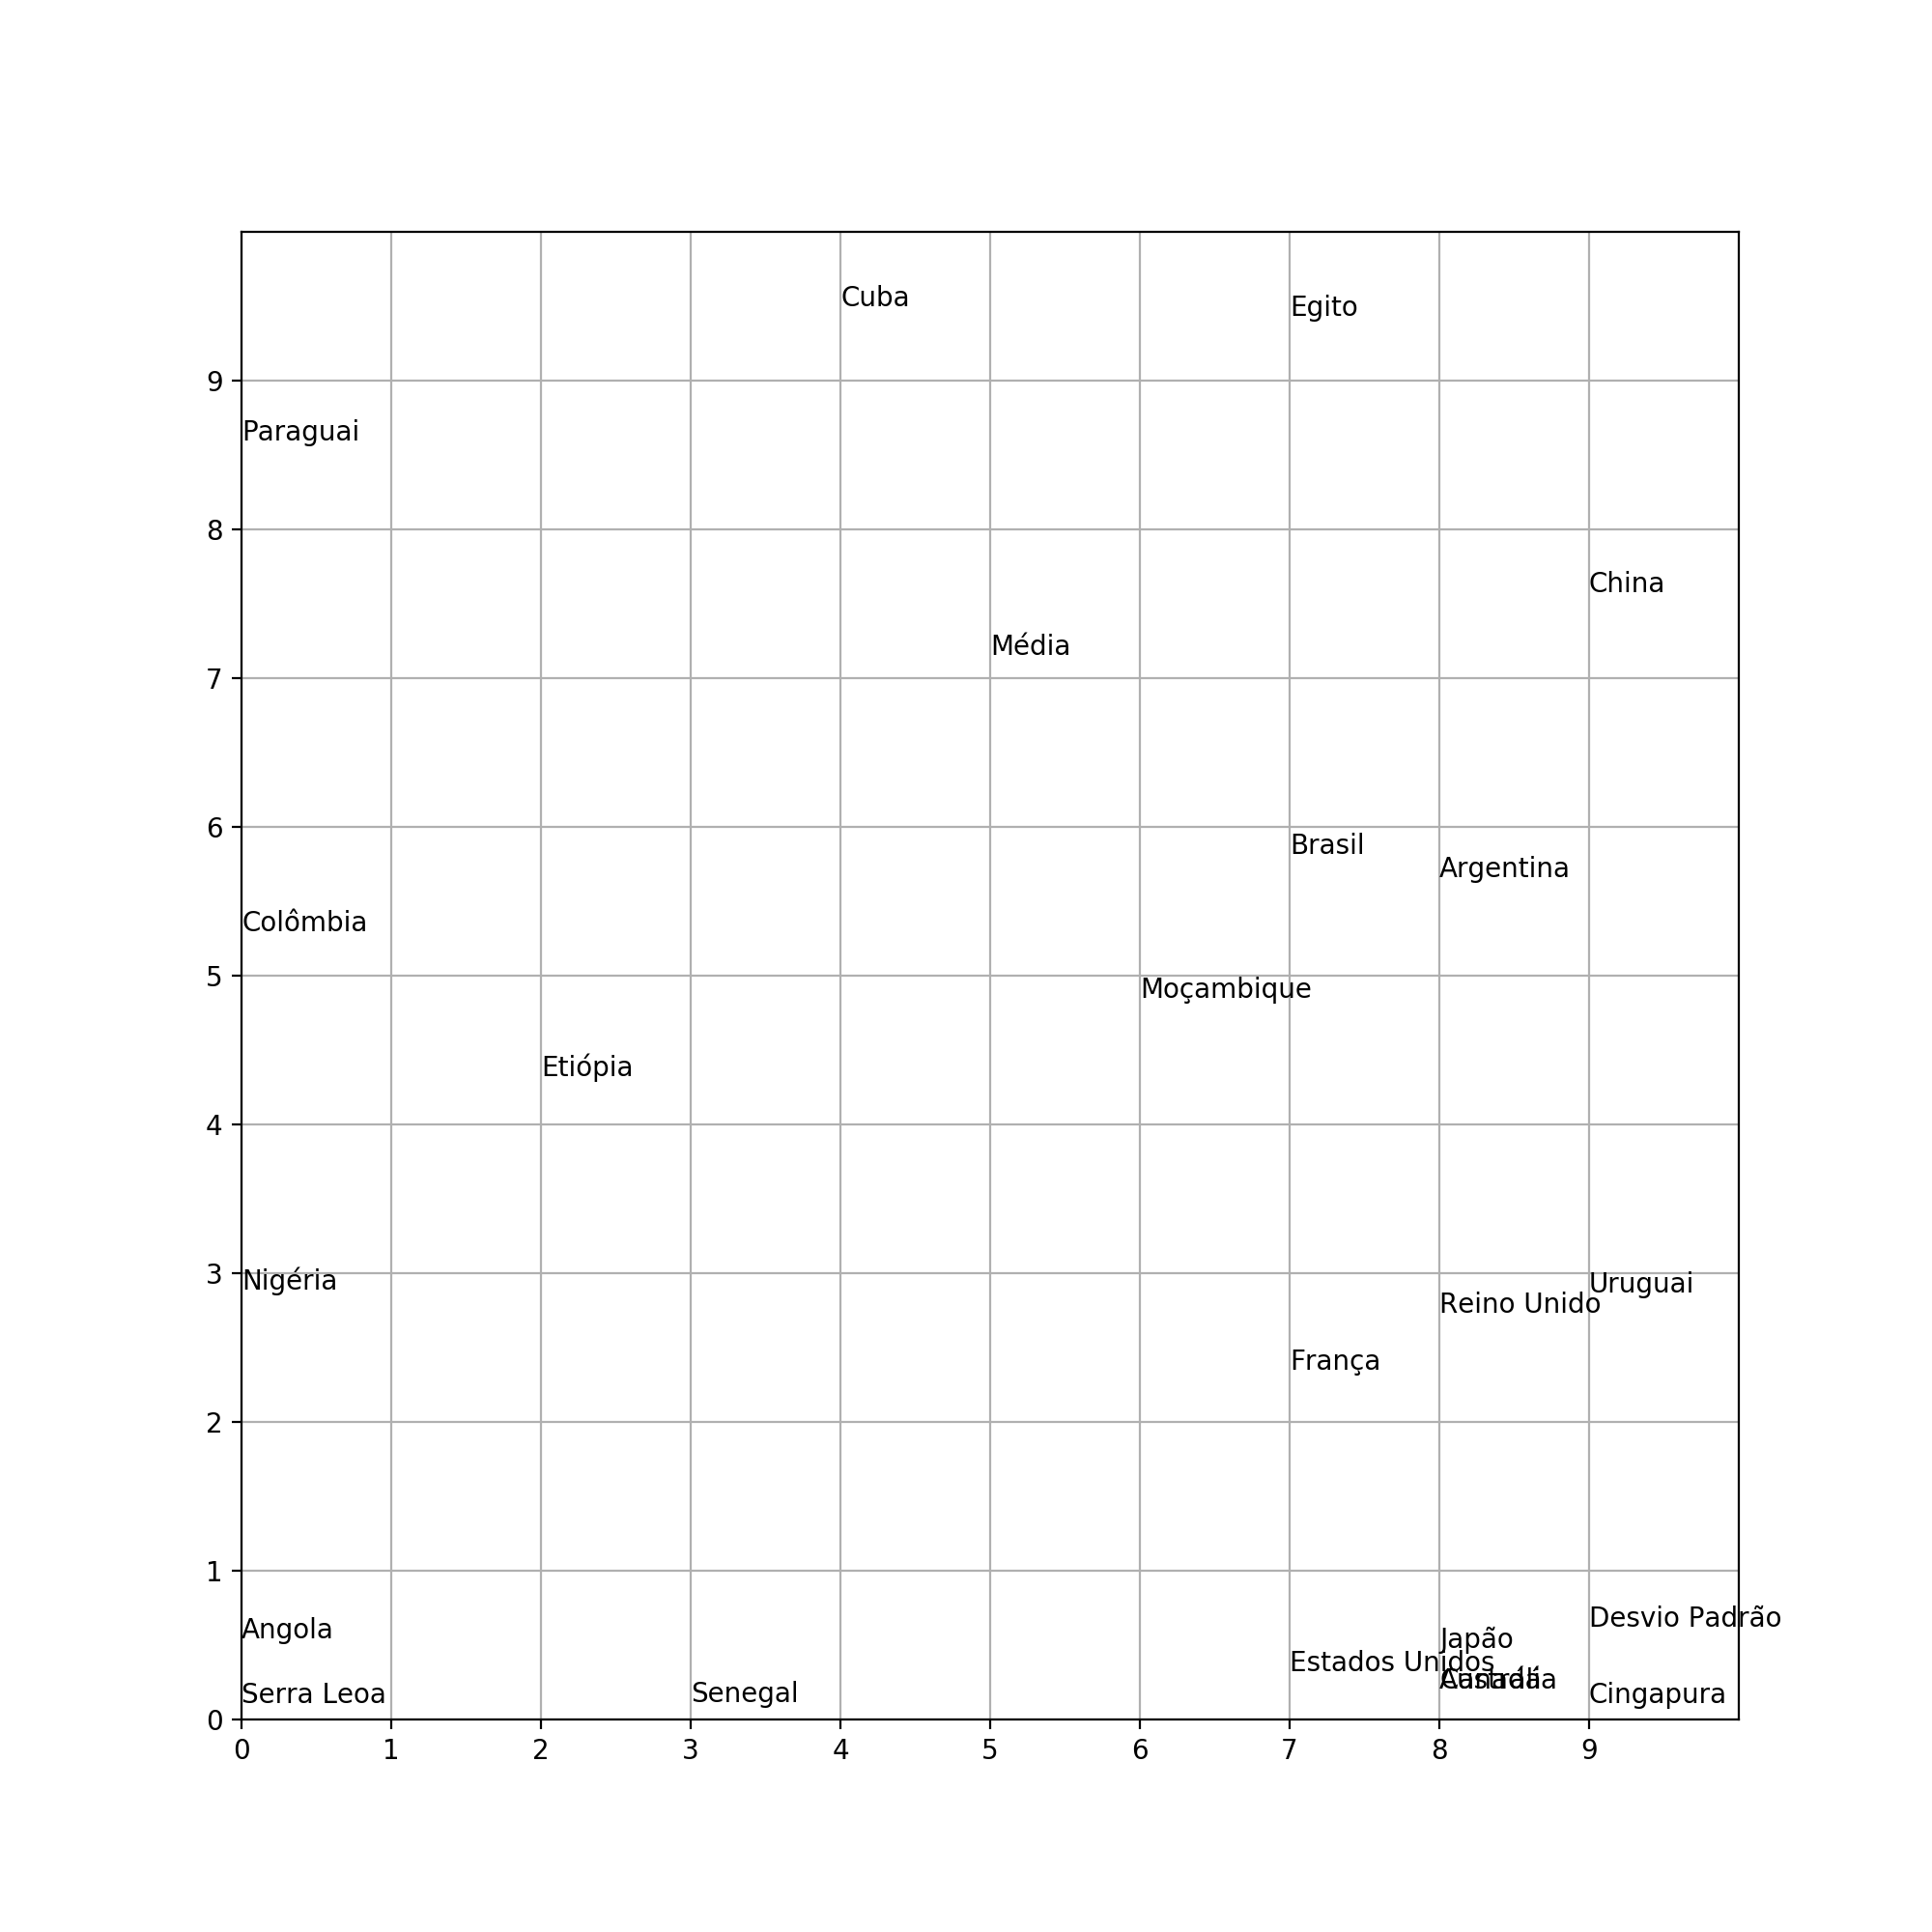 Cuba
Egito
9
Paraguai
8
China
Média
7
6
Brasil
Argentina
Colômbia
5
Moçambique
Etiópia
4
3
Nigéria
Uruguai
Reino Unido
França
2
1
Desvio Padrão
Angola
Japão
Estados Unidos
Canadá
Austrália
Serra Leoa
Senegal
Cingapura
0
0 1 2 3 4 5 6 7 8 9